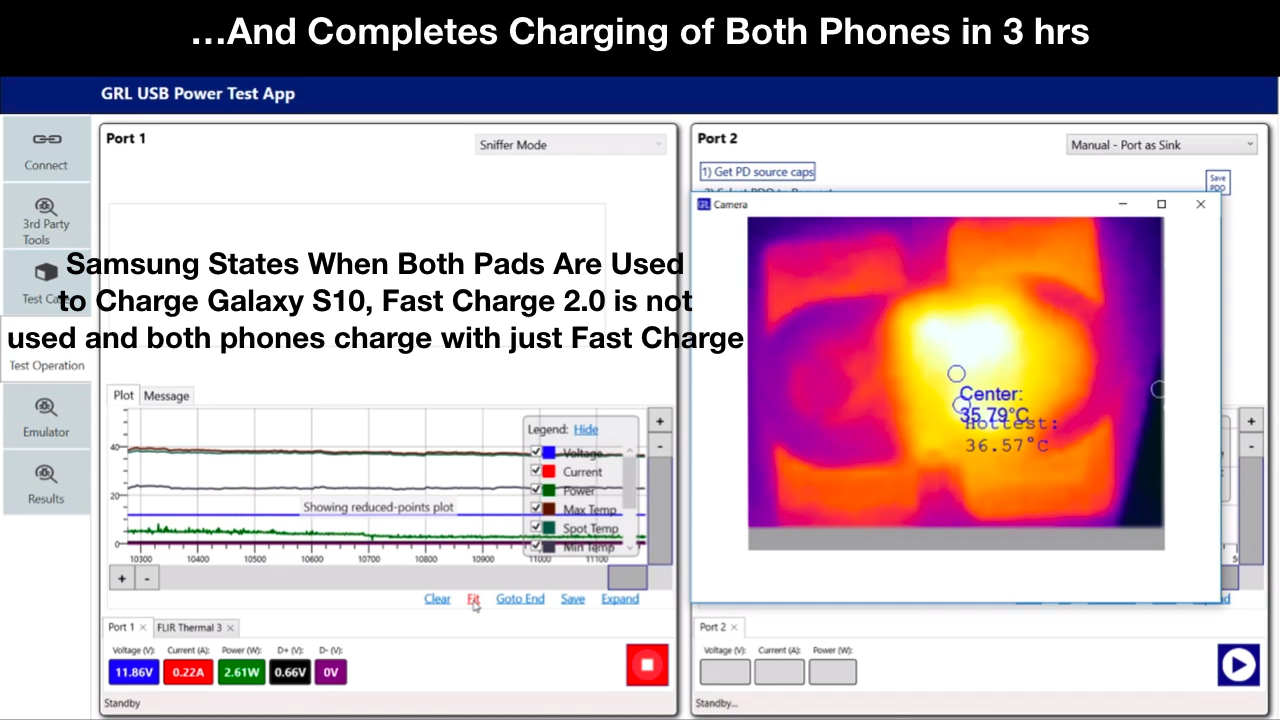 ...And Completes Charging of Both Phones in 3 hrs
GRL USB Power Test App
Connect
3rd Party
Tools
Test Operation
Emulator
Results
Port 1
Sniffer Mode
Samsung States When Both Pads Are Used
to Charge Galaxy S10, Fast Charge 2.0 is not
used and both phones charge with just Fast Charge
Plot
Message
Legend: Hide
Voltage
Current
Power
Max Temp
Spot Temp
Min Temp
Showing reduced-points plot
40
20
0
10300 10400 10500 10600 10700 10800 10900 11000 11100
+ -
+
-
Clear Fit Goto End Save Expand
Port 1 × FLIR Thermal 3 ×
Voltage (V): Current (A): Power (W): D+ (V): D- (V):
11.86V 0.22A 2.61W 0.66V 0V
Standby
Port 2
Manual - Port as Sink
1) Get PD source caps
Save
PDO
GRL Camera
Center:
35.79°C
Hottest:
36.57°C
+
-
Port 2 ×
Voltage (V): Current (A): Power (W):
Standby...